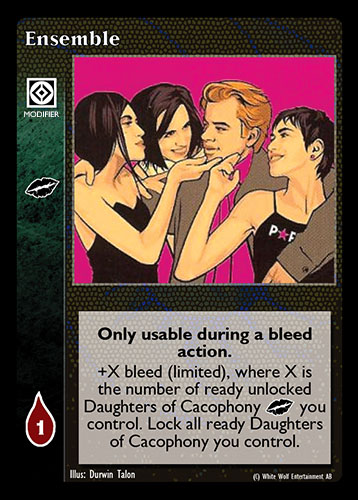 Ensemble
MODIFIER
P★P
Only usable during a bleed
action.
+X bleed (limited), where X is
the number of ready unlocked
Daughters of Cacophony you
control. Lock all ready Daughters
of Cacophony you control.
1
Illus: Durwin Talon
(C) White Wolf Entertainment AB